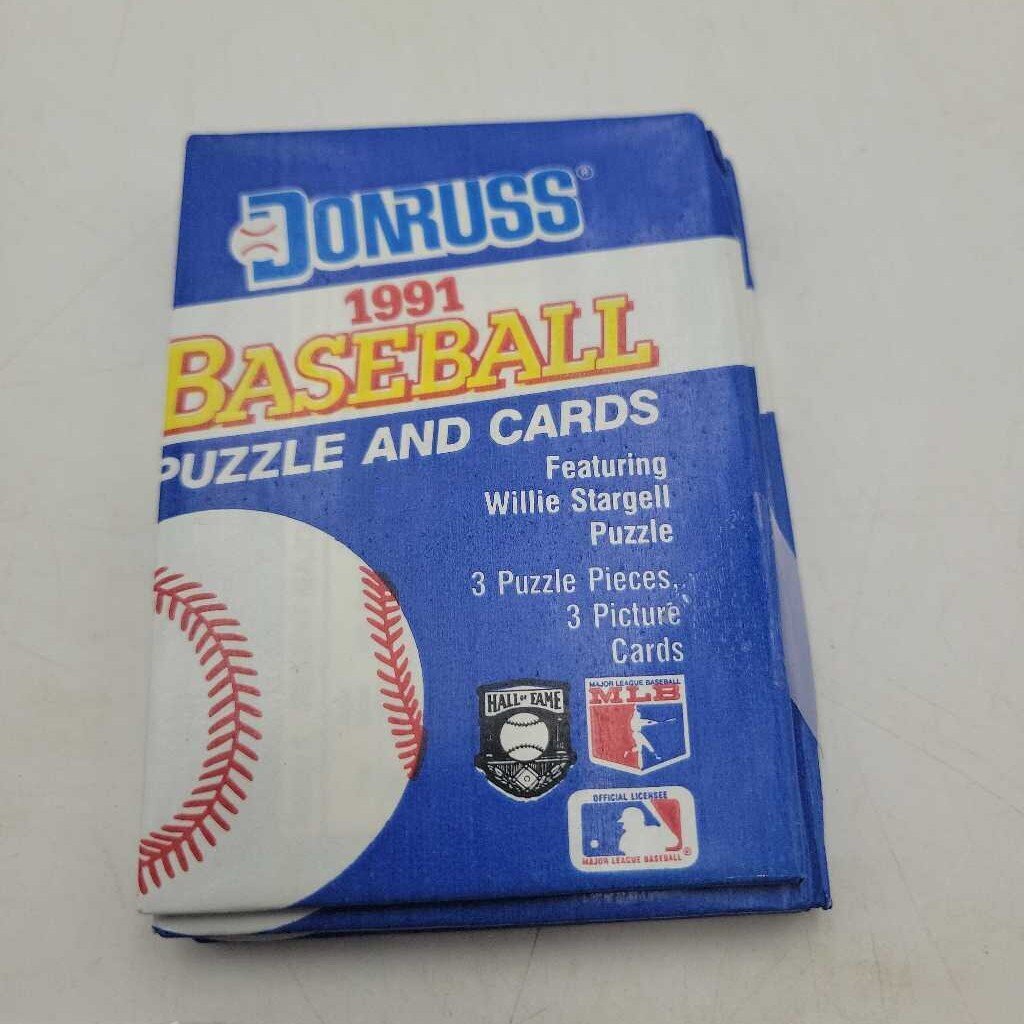 DONRUSS®
1991
BASEBALL
PUZZLE AND CARDS
Featuring
Willie Stargell
Puzzle
3 Puzzle Pieces,
3 Picture
Cards
HALL OF FAME
MAJOR LEAGUE BASEBALL
MLB
OFFICIAL LICENSEE
MAJOR LEAGUE BASEBALL®